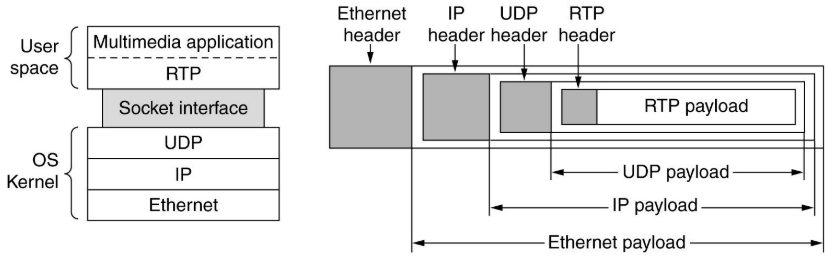 User
space
Multimedia application
RTP
Socket interface
OS
Kernel
UDP
IP
Ethernet
Ethernet
header
IP
header
UDP
header
RTP
header
RTP payload
UDP payload
IP payload
Ethernet payload